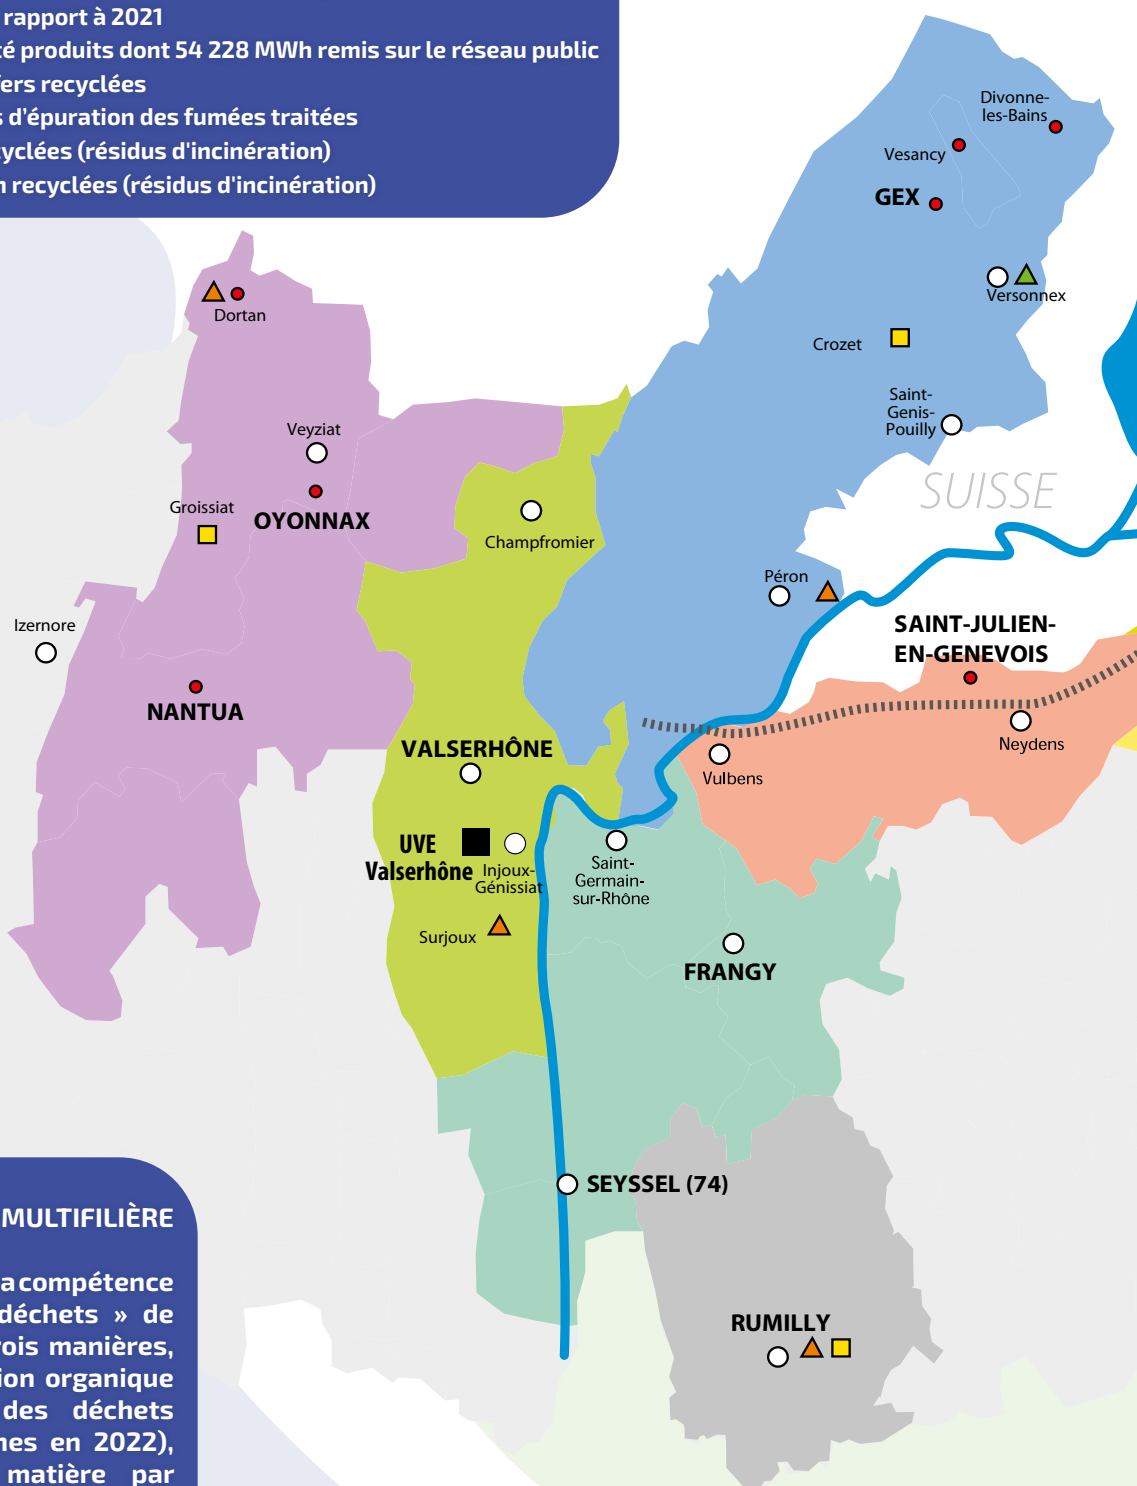 rapport à 2021
té produits dont 54 228 MWh remis sur le réseau public
fers recyclées
s d'épuration des fumées traitées
cyclées (résidus d'incinération)
n recyclées (résidus d'incinération)
Divonne-
les-Bains
Vesancy
GEX
Versonnex
Dortan
Crozet
Saint-
Genis-
Pouilly
Veyziat
SUISSE
Groissiat
OYONNAX
Champfromier
Péron
Izernore
SAINT-JULIEN-
EN-GENEVOIS
NANTUA
VALSERHÔNE
Neydens
Vulbens
UVE
Valserhône
Injoux-
Génissiat
Saint-
Germain-
sur-Rhône
Surjoux
FRANGY
SEYSSEL (74)
RUMILLY
MULTIFILIÈRE
a compétence
déchets » de
rois manières,
ion organique
des déchets
nes en 2022),
matière par